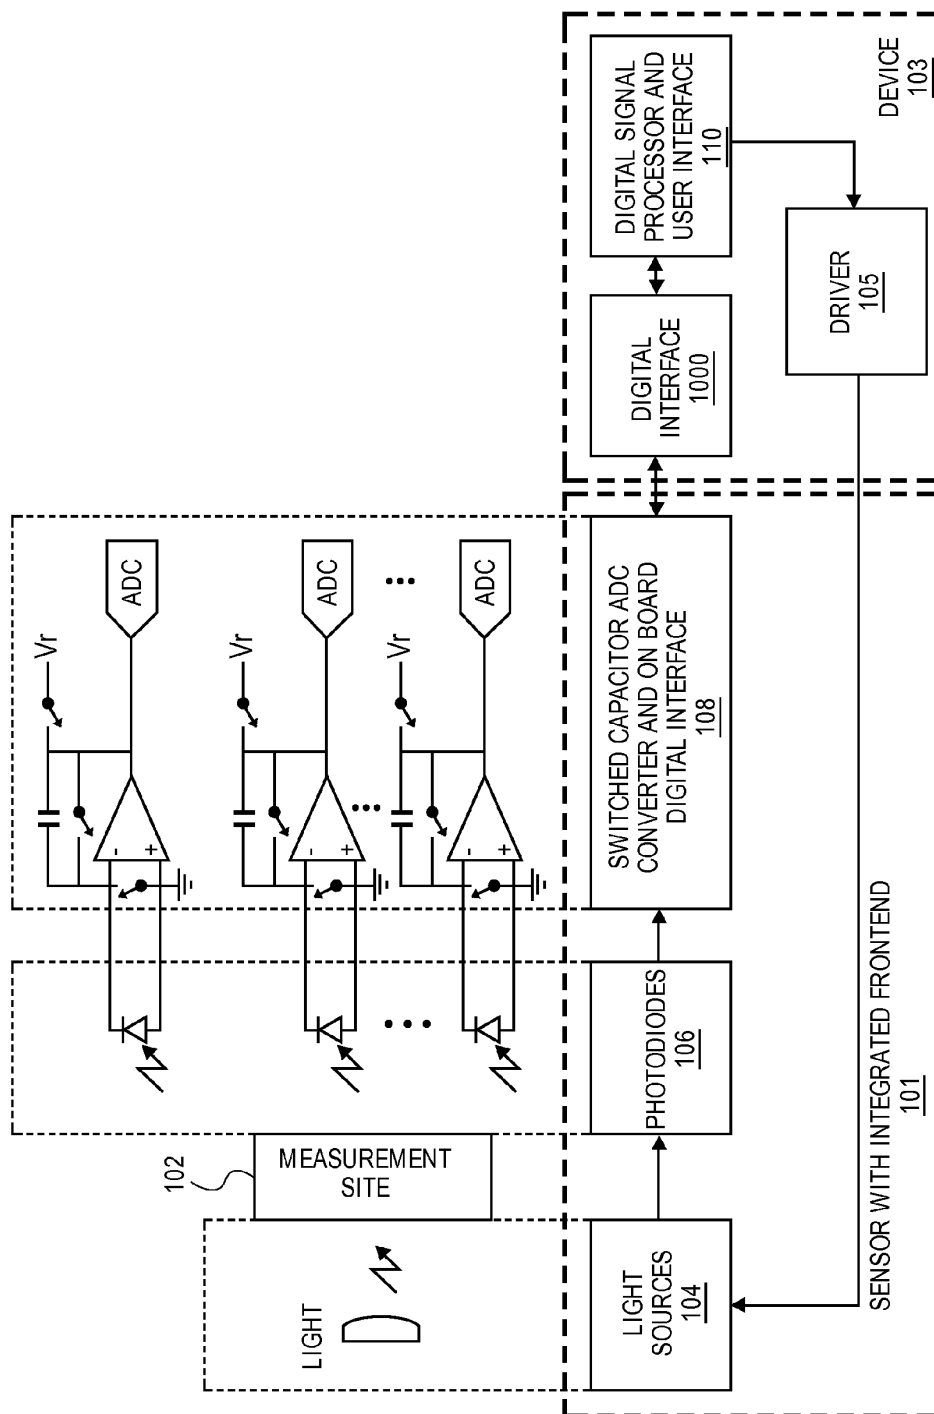 LIGHT
102
MEASUREMENT
SITE
-
+
Vr
ADC
-
+
Vr
ADC
-
+
Vr
ADC
LIGHT
SOURCES
104
PHOTODIODES
106
SWITCHED CAPACITOR ADC
CONVERTER AND ON BOARD
DIGITAL INTERFACE
108
DIGITAL
INTERFACE
1000
DIGITAL SIGNAL
PROCESSOR AND
USER INTERFACE
110
DRIVER
105
SENSOR WITH INTEGRATED FRONTEND
101
DEVICE
103